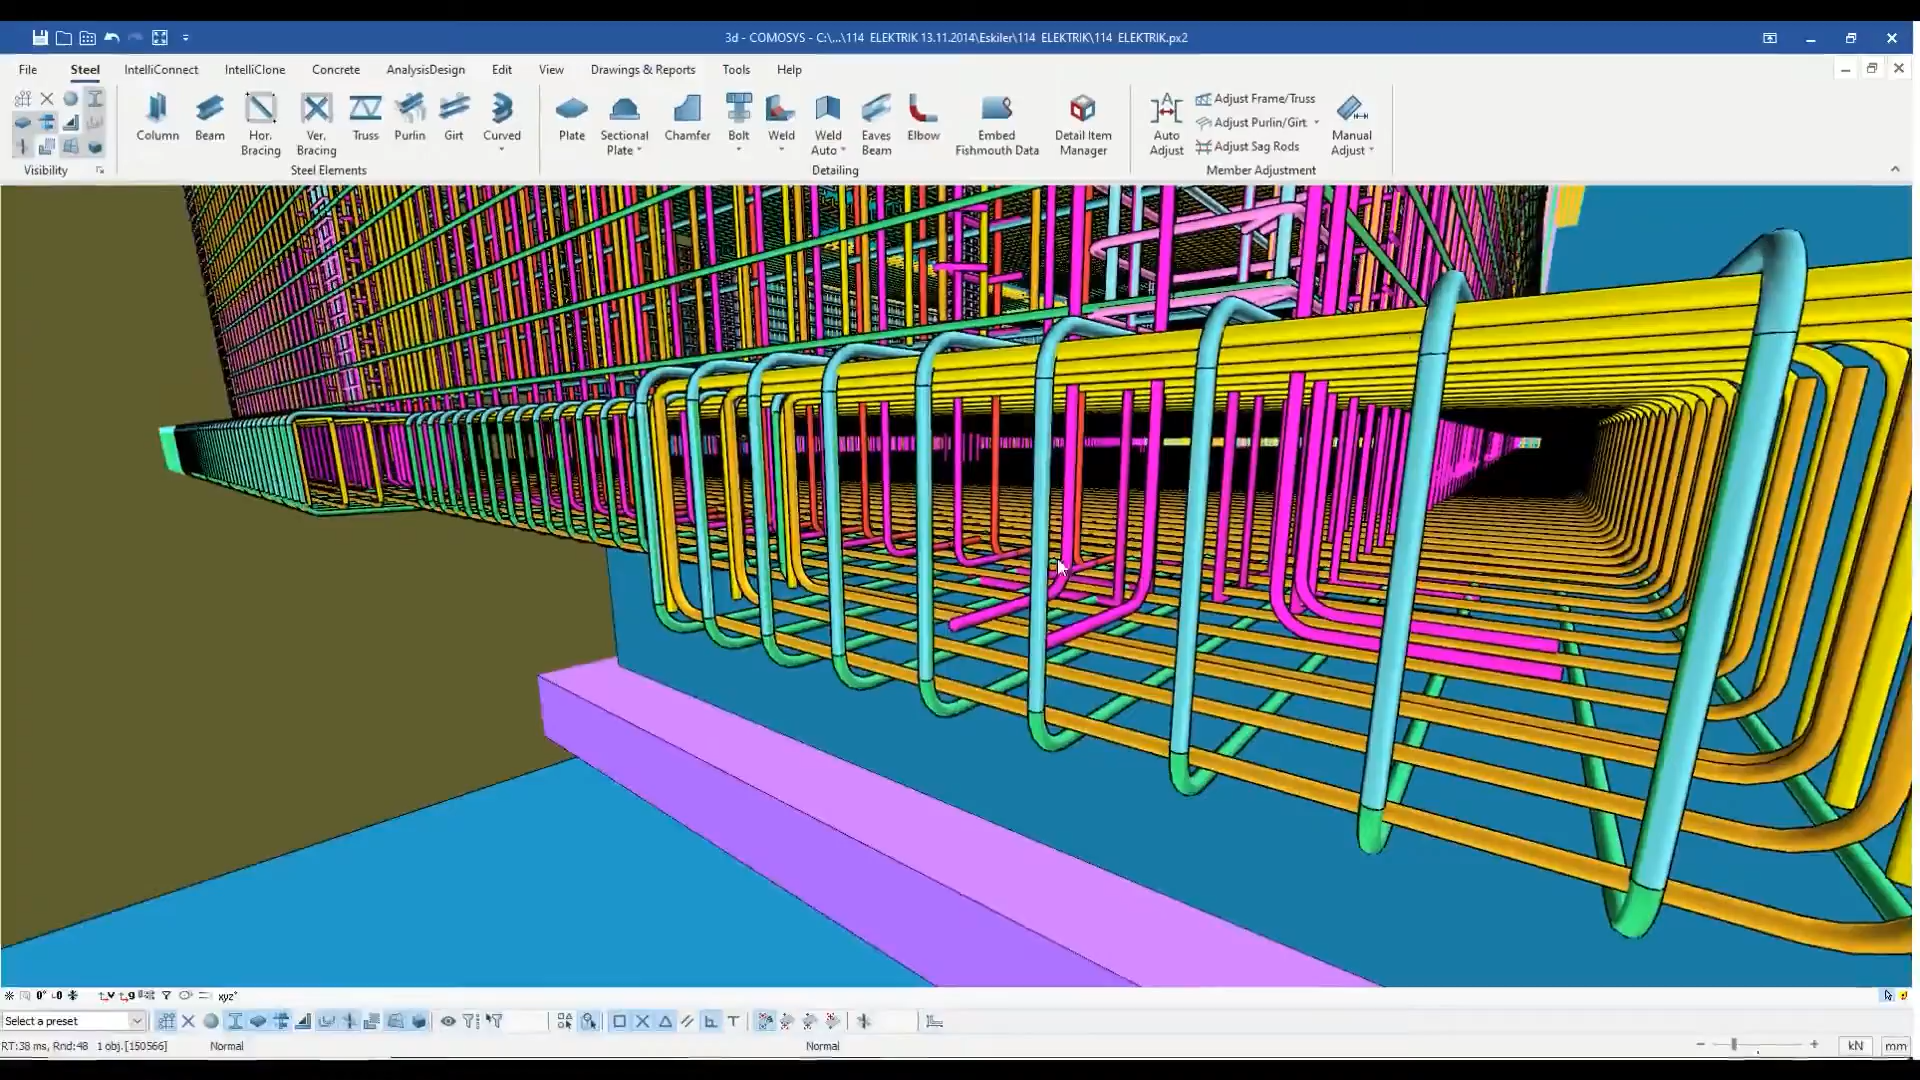 3d - COMOSYS - C:\...\114 ELEKTRIK 13.11.2014\Eskiler\114 ELEKTRIK\114 ELEKTRIK.px2
File Steel IntelliConnect IntelliClone Concrete AnalysisDesign Edit View Drawings & Reports Tools Help
Column Beam Hor. Bracing Ver. Bracing Truss Purlin Girt Curved
Plate Sectional Plate Chamfer Bolt Weld Weld Auto Eaves Beam Elbow Embed Fishmouth Data Detail Item Manager
Auto Adjust
Adjust Frame/Truss
Adjust Purlin/Girt
Adjust Sag Rods
Manual Adjust
Visibility Steel Elements Detailing Member Adjustment
xyz
Select a preset
RT:38 ms, Rnd:48 1 obj.[150566] Normal Normal kN mm